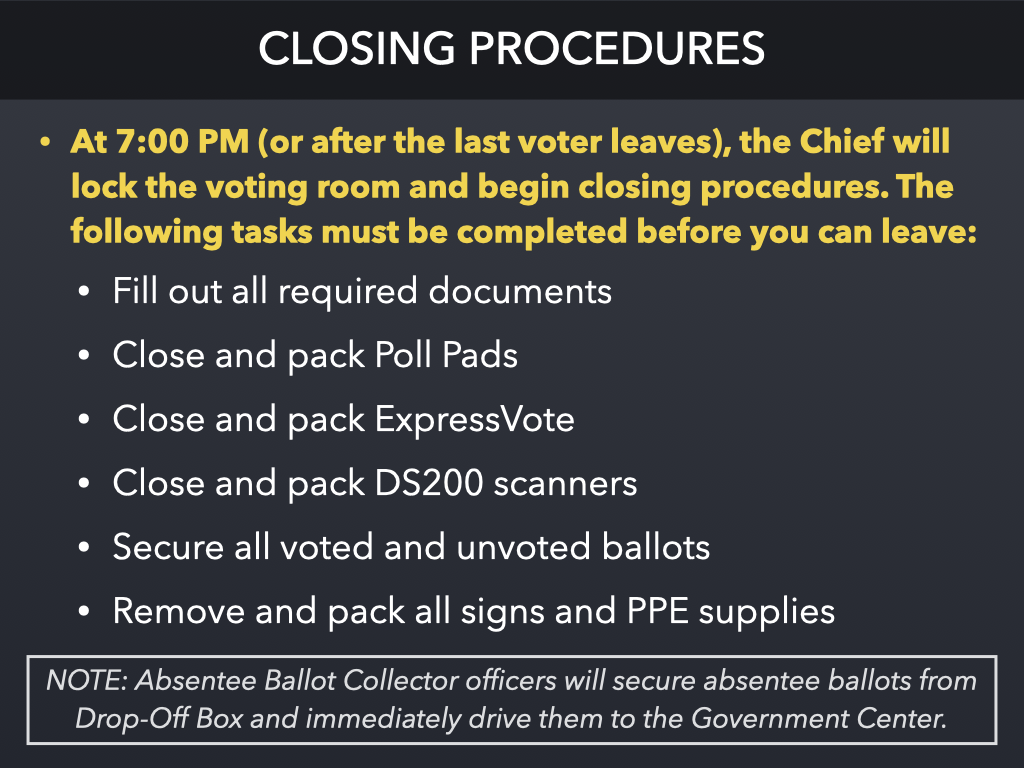 CLOSING PROCEDURES
• At 7:00 PM (or after the last voter leaves), the Chief will
lock the voting room and begin closing procedures. The
following tasks must be completed before you can leave:
• Fill out all required documents
• Close and pack Poll Pads
• Close and pack ExpressVote
• Close and pack DS200 scanners
• Secure all voted and unvoted ballots
• Remove and pack all signs and PPE supplies
NOTE: Absentee Ballot Collector officers will secure absentee ballots from
Drop-Off Box and immediately drive them to the Government Center.